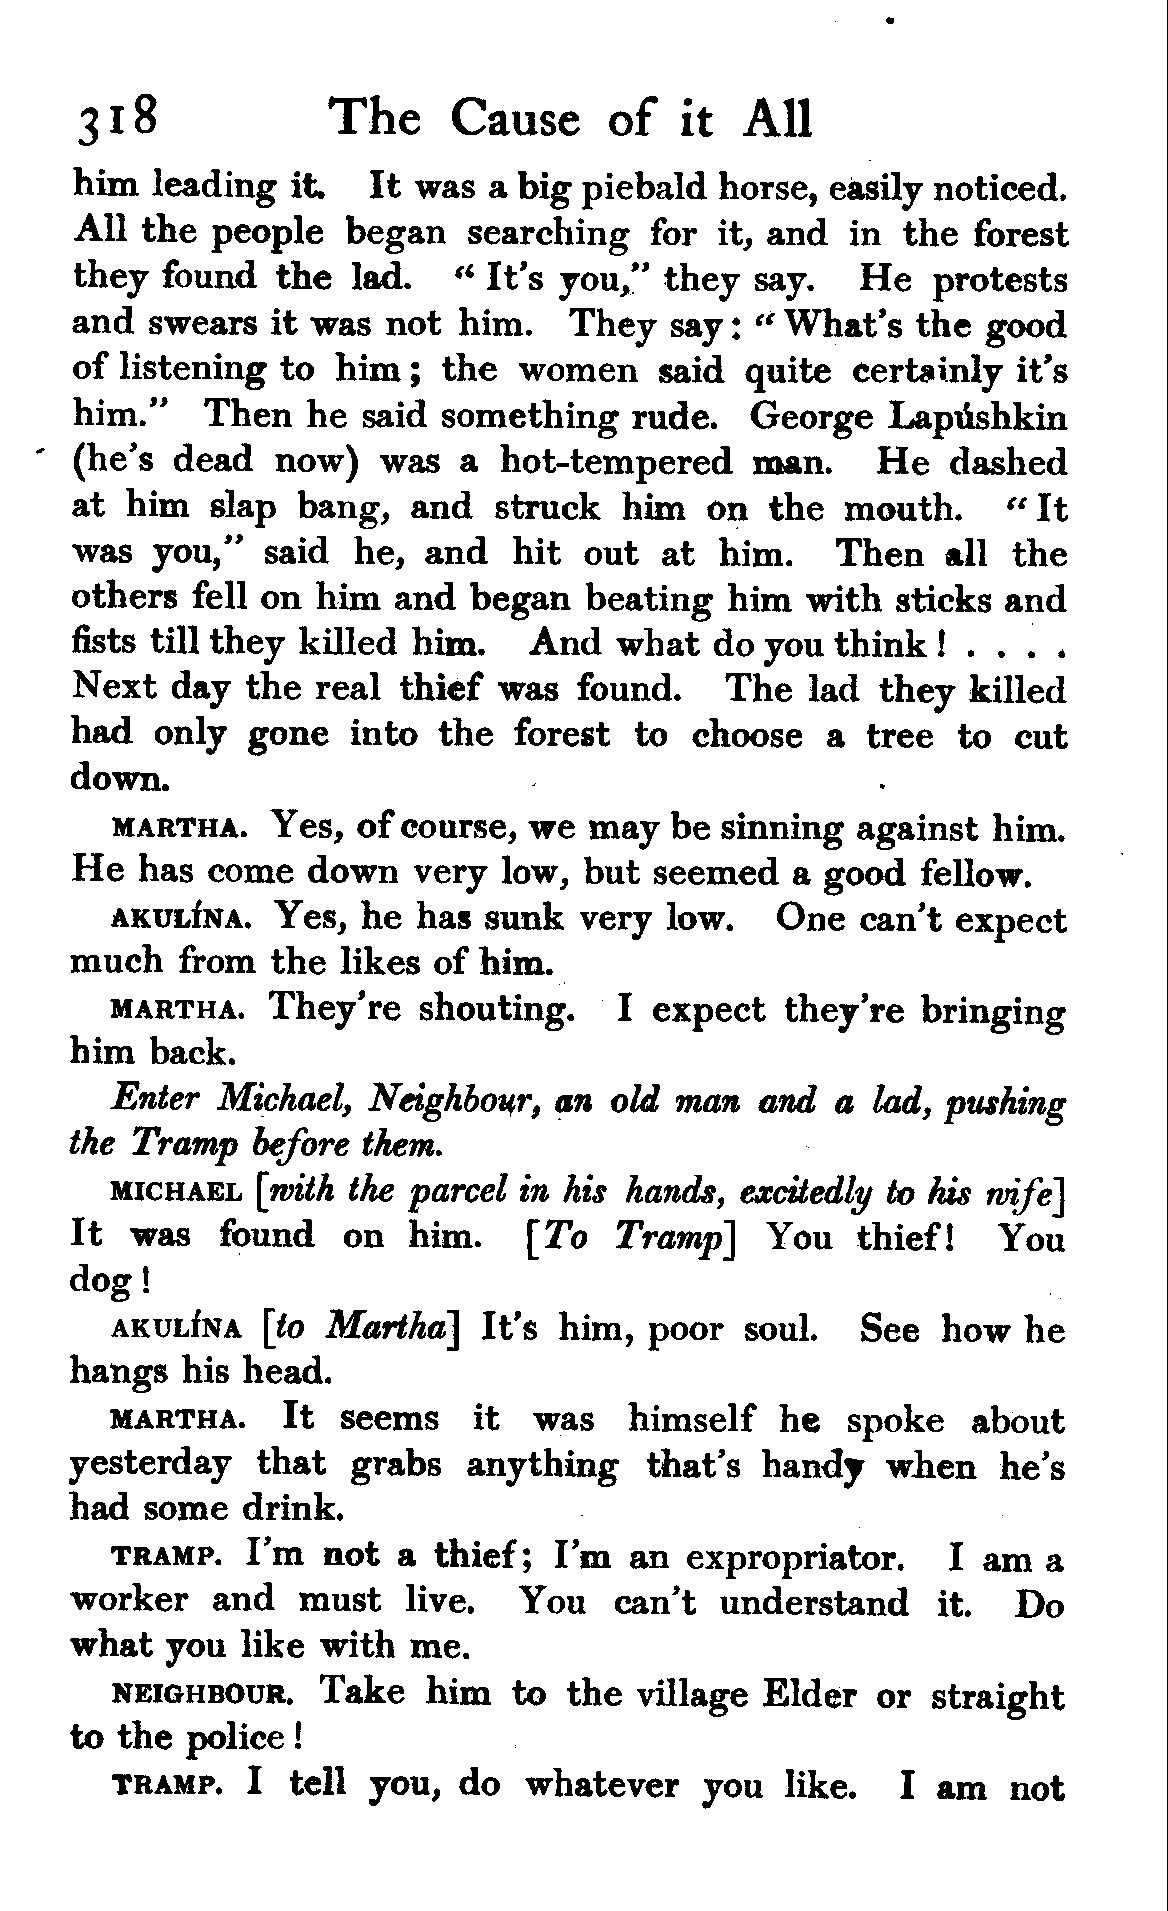 318 The Cause of it All
him leading it. It was a big piebald horse, easily noticed.
All the people began searching for it, and in the forest
they found the lad. "It's you," they say. He protests
and swears it was not him. They say: "What's the good
of listening to him; the women said quite certainly it's
him." Then he said something rude. George Lapúshkin
(he's dead now) was a hot-tempered man. He dashed
at him slap bang, and struck him on the mouth. "It
was you," said he, and hit out at him. Then all the
others fell on him and began beating him with sticks and
fists till they killed him. And what do you think! . . . .
Next day the real thief was found. The lad they killed
had only gone into the forest to choose a tree to cut
down.
MARTHA. Yes, of course, we may be sinning against him.
He has come down very low, but seemed a good fellow.
AKULÍNA. Yes, he has sunk very low. One can't expect
much from the likes of him.
MARTHA. They're shouting. I expect they're bringing
him back.
Enter Michael, Neighbour, an old man and a lad, pushing
the Tramp before them.
MICHAEL [with the parcel in his hands, excitedly to his wife]
It was found on him. [To Tramp] You thief! You
dog!
AKULÍNA [to Martha] It's him, poor soul. See how he
hangs his head.
MARTHA. It seems it was himself he spoke about
yesterday that grabs anything that's handy when he's
had some drink.
TRAMP. I'm not a thief; I'm an expropriator. I am a
worker and must live. You can't understand it. Do
what you like with me.
NEIGHBOUR. Take him to the village Elder or straight
to the police!
TRAMP. I tell you, do whatever you like. I am not